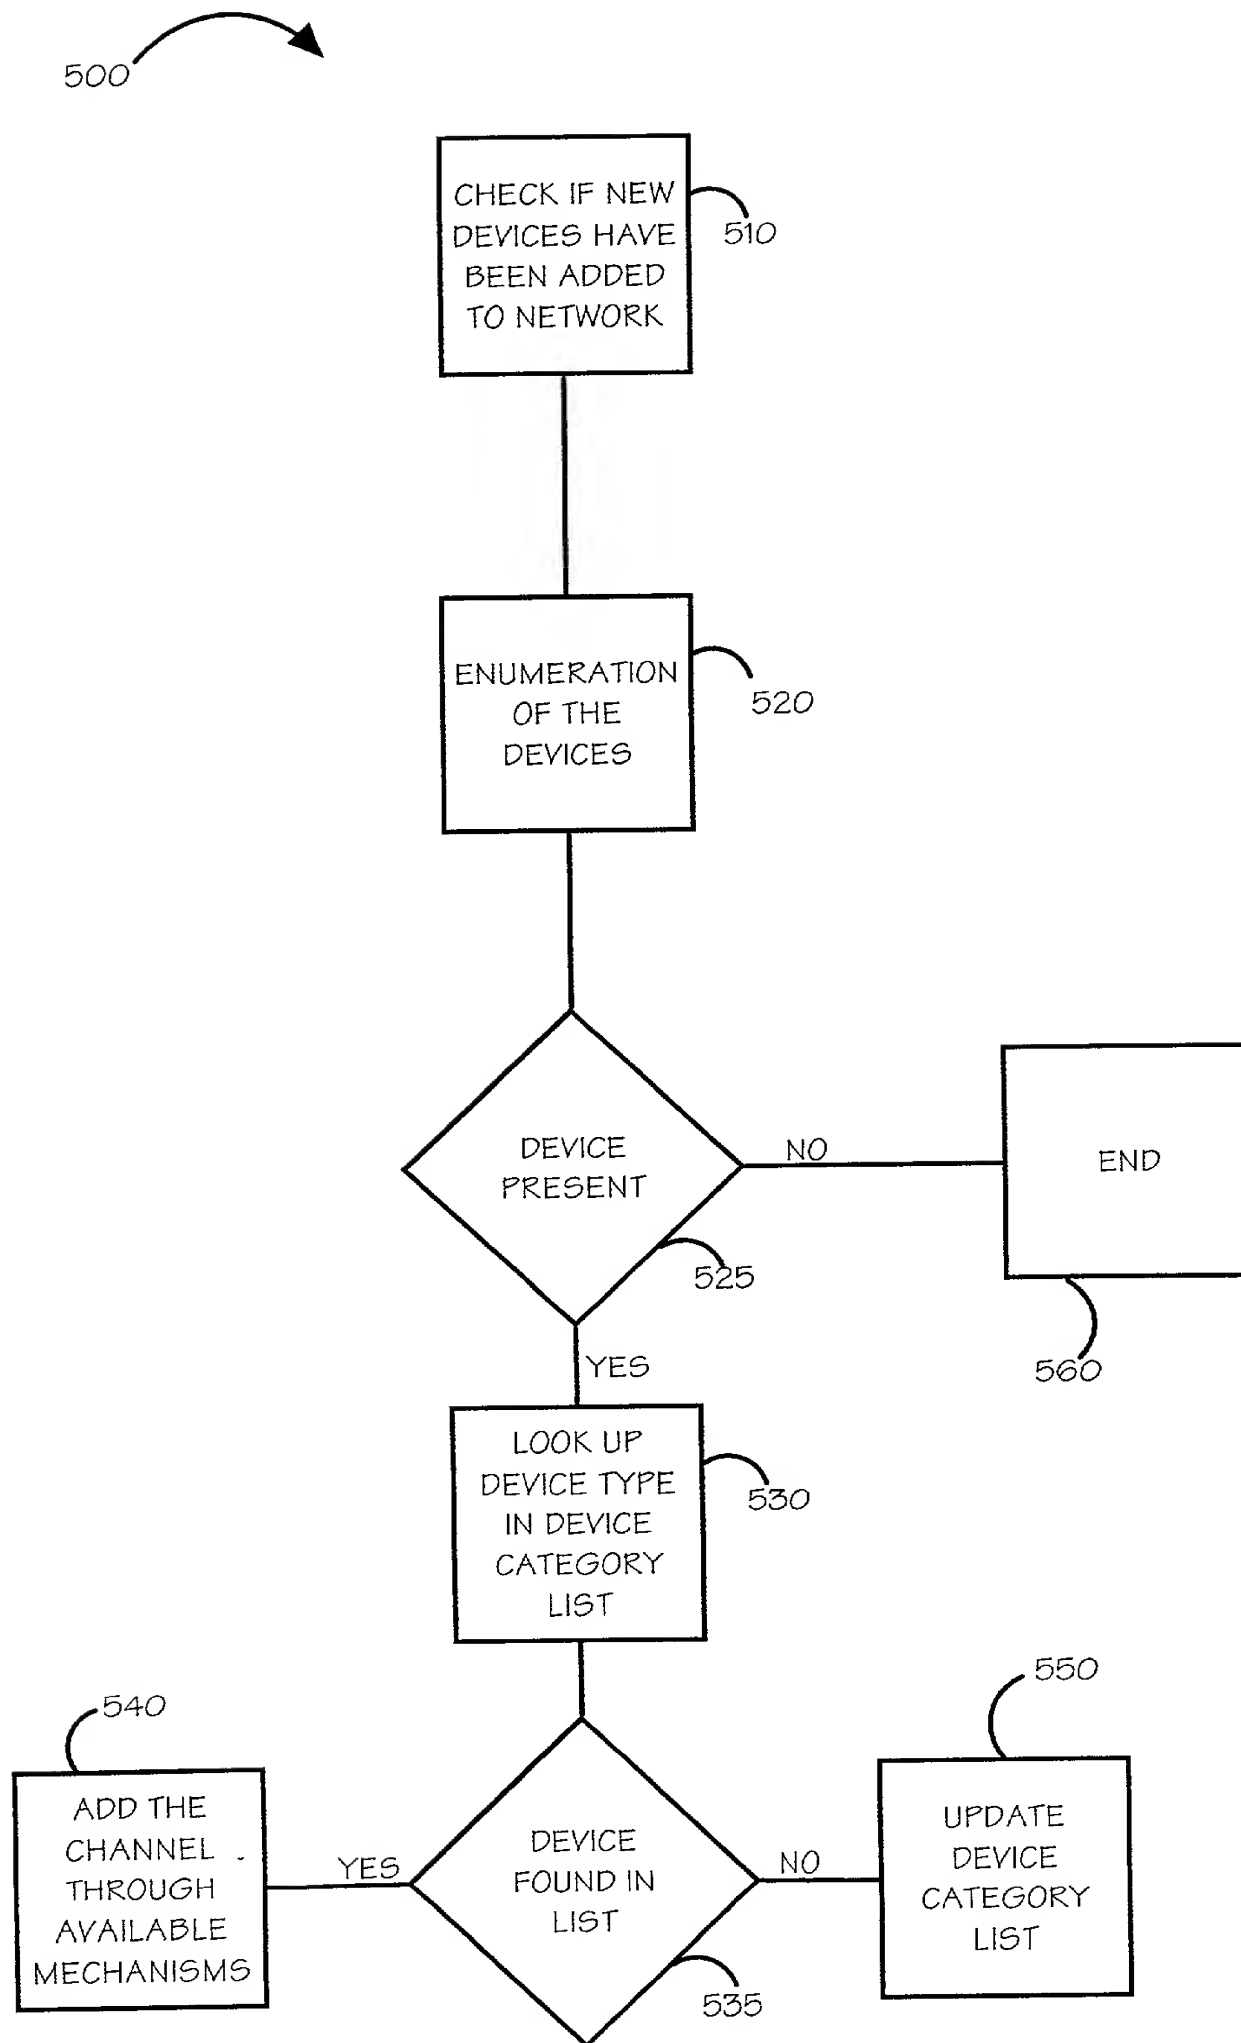 500
CHECK IF NEW
DEVICES HAVE
BEEN ADDED
TO NETWORK
510
ENUMERATION
OF THE
DEVICES
520
DEVICE
PRESENT
NO
END
525
560
YES
LOOK UP
DEVICE TYPE
IN DEVICE
CATEGORY
LIST
530
540
550
ADD THE
CHANNEL
THROUGH
AVAILABLE
MECHANISMS
YES
DEVICE
FOUND IN
LIST
NO
UPDATE
DEVICE
CATEGORY
LIST
535